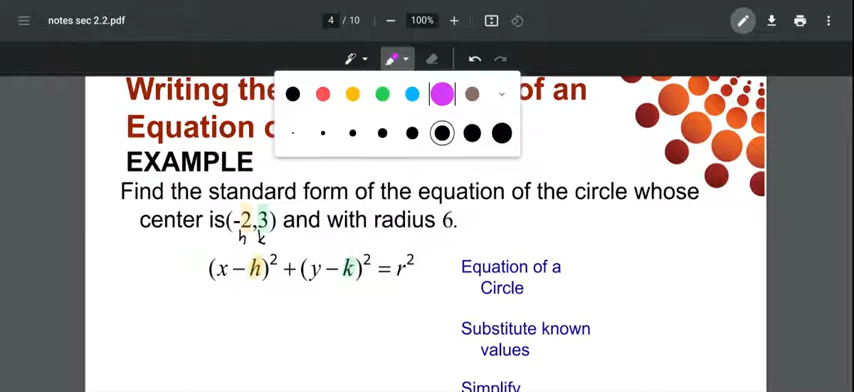 notes sec 2.2.pdf
4 / 10
100%
Writing the of an
Equation
EXAMPLE
Find the standard form of the equation of the circle whose
center is(-2,3) and with radius 6.
h k
(x − h)² + (y − k)² = r²
Equation of a
Circle
Substitute known
values
Simplify